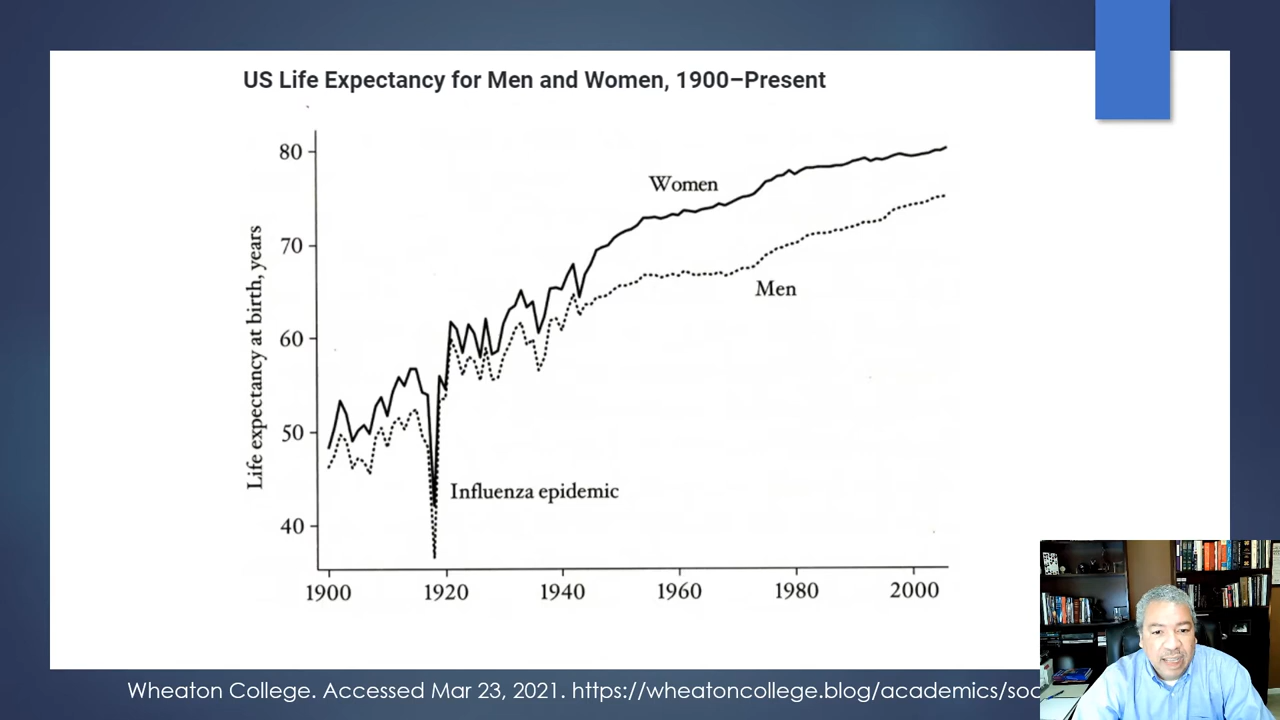 US Life Expectancy for Men and Women, 1900–Present
80
70
60
50
40
Life expectancy at birth, years
Women
Men
Influenza epidemic
1900 1920 1940 1960 1980 2000
Wheaton College. Accessed Mar 23, 2021. https://wheatoncollege.blog/academics/soc